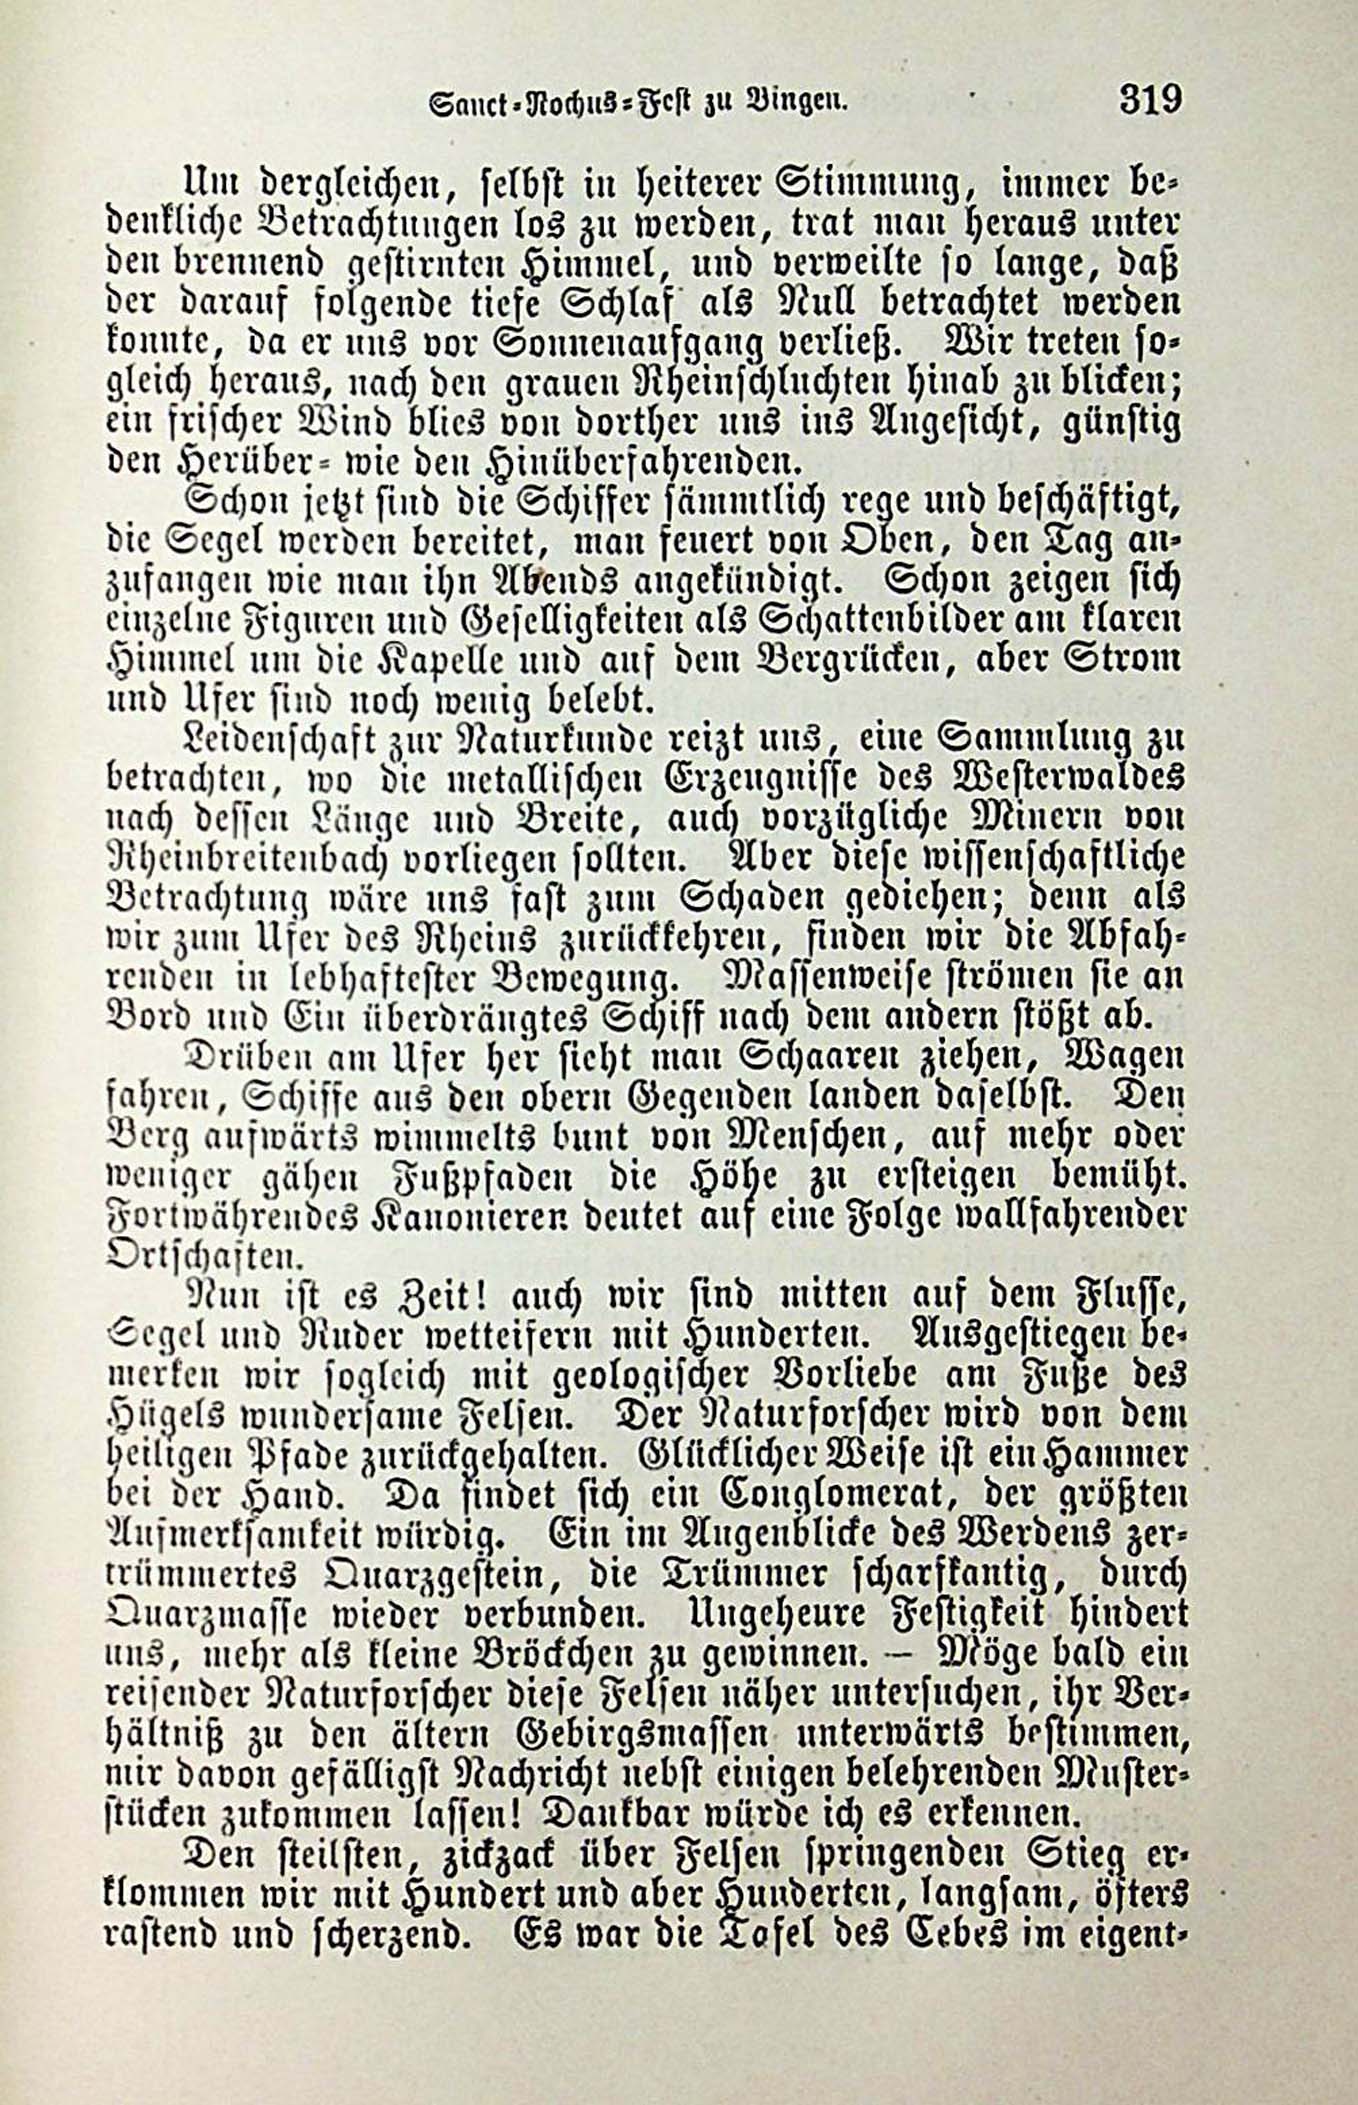 Sanct-Rochus-Fest zu Bingen. 319
Um dergleichen, selbst in heiterer Stimmung, immer be-
denkliche Betrachtungen los zu werden, trat man heraus unter
den brennend gestirnten Himmel, und verweilte so lange, daß
der darauf folgende tiefe Schlaf als Null betrachtet werden
konnte, da er uns vor Sonnenaufgang verließ. Wir treten so-
gleich heraus, nach den grauen Rheinschluchten hinab zu blicken;
ein frischer Wind blies von dorther uns ins Angesicht, günstig
den Herüber- wie den Hinüberfahrenden.
Schon jetzt sind die Schiffer sämmtlich rege und beschäftigt,
die Segel werden bereitet, man feuert von Oben, den Tag an-
zufangen wie man ihn Abends angekündigt. Schon zeigen sich
einzelne Figuren und Geselligkeiten als Schattenbilder am klaren
Himmel um die Kapelle und auf dem Bergrücken, aber Strom
und Ufer sind noch wenig belebt.
Leidenschaft zur Naturkunde reizt uns, eine Sammlung zu
betrachten, wo die metallischen Erzeugnisse des Westerwaldes
nach dessen Länge und Breite, auch vorzügliche Minern von
Rheinbreitenbach vorliegen sollten. Aber diese wissenschaftliche
Betrachtung wäre uns fast zum Schaden gediehen; denn als
wir zum Ufer des Rheins zurückkehren, finden wir die Abfah-
renden in lebhaftester Bewegung. Massenweise strömen sie an
Bord und Ein überdrängtes Schiff nach dem andern stößt ab.
Drüben am Ufer her sieht man Schaaren ziehen, Wagen
fahren, Schiffe aus den obern Gegenden landen daselbst. Den
Berg aufwärts wimmelts bunt von Menschen, auf mehr oder
weniger gähen Fußpfaden die Höhe zu ersteigen bemüht.
Fortwährendes Kanonieren deutet auf eine Folge wallfahrender
Ortschaften.
Nun ist es Zeit! auch wir sind mitten auf dem Flusse,
Segel und Ruder wetteifern mit Hunderten. Ausgestiegen be-
merken wir sogleich mit geologischer Vorliebe am Fuße des
Hügels wundersame Felsen. Der Naturforscher wird von dem
heiligen Pfade zurückgehalten. Glücklicher Weise ist ein Hammer
bei der Hand. Da findet sich ein Conglomerat, der größten
Aufmerksamkeit würdig. Ein im Augenblicke des Werdens zer-
trümmertes Quarzgestein, die Trümmer scharfkantig, durch
Quarzmasse wieder verbunden. Ungeheure Festigkeit hindert
uns, mehr als kleine Bröckchen zu gewinnen. — Möge bald ein
reisender Naturforscher diese Felsen näher untersuchen, ihr Ver-
hältniß zu den ältern Gebirgsmassen unterwärts bestimmen,
mir davon gefälligst Nachricht nebst einigen belehrenden Muster-
stücken zukommen lassen! Dankbar würde ich es erkennen.
Den steilsten, zickzack über Felsen springenden Stieg er-
klommen wir mit Hundert und aber Hunderten, langsam, öfters
rastend und scherzend. Es war die Tafel des Cebes im eigent-